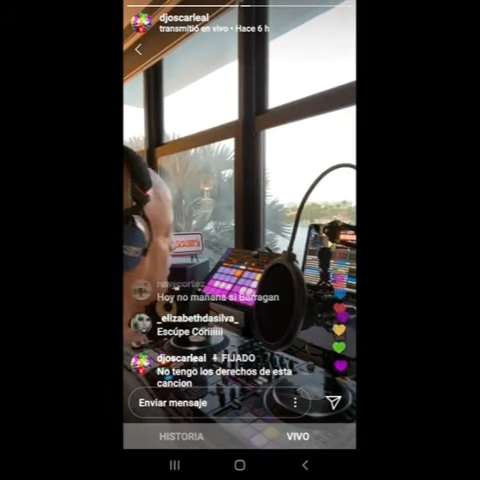 djoscarleal
transmitió en vivo • Hace 6 h
Hoy no mañana si Barragan
_elizabethdasilva_
Escúpe Coriiiiii
djoscarleal FIJADO
No tengo los derechos de esta
cancion
Enviar mensaje
HISTORIA VIVO